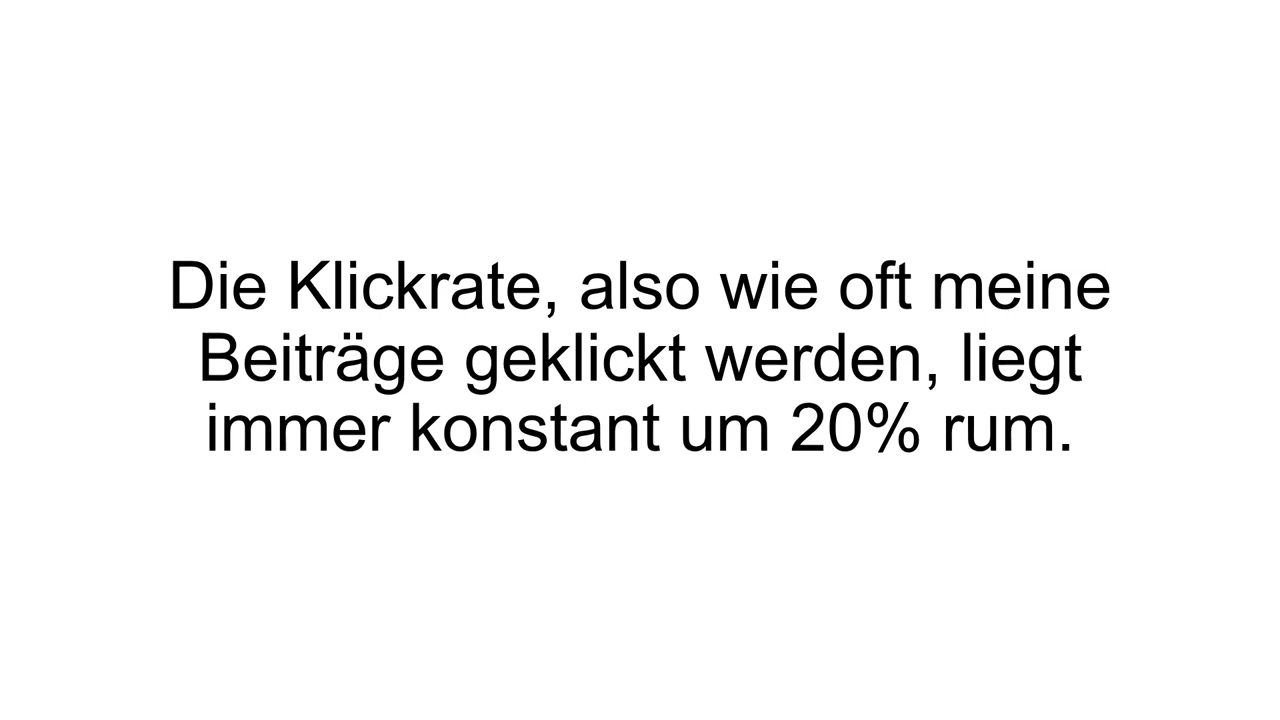 Die Klickrate, also wie oft meine
Beiträge geklickt werden, liegt
immer konstant um 20% rum.